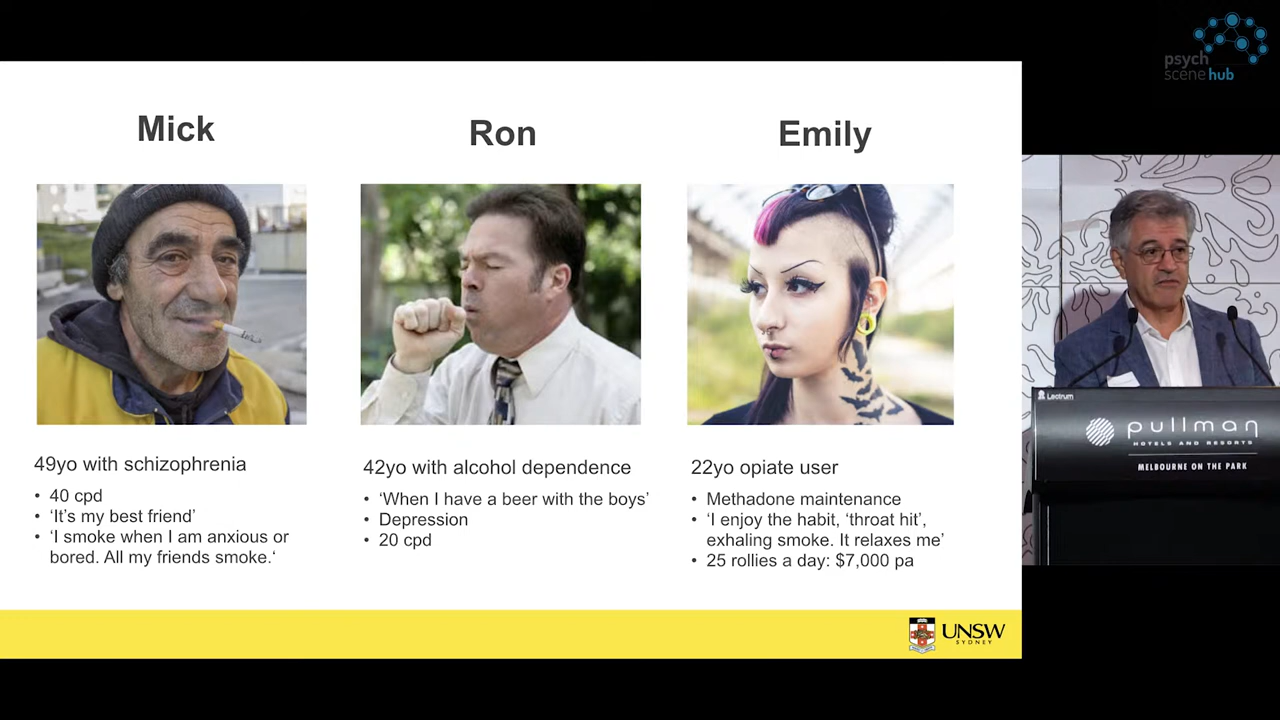 psych
scene hub
Mick
Ron
Emily
49yo with schizophrenia
• 40 cpd
• 'It's my best friend'
• 'I smoke when I am anxious or
bored. All my friends smoke.'
42yo with alcohol dependence
• 'When I have a beer with the boys'
• Depression
• 20 cpd
22yo opiate user
• Methadone maintenance
• 'I enjoy the habit, 'throat hit',
exhaling smoke. It relaxes me'
• 25 rollies a day: $7,000 pa
UNSW
SYDNEY
Lectrum
pullman
HOTELS AND RESORTS
MELBOURNE ON THE PARK